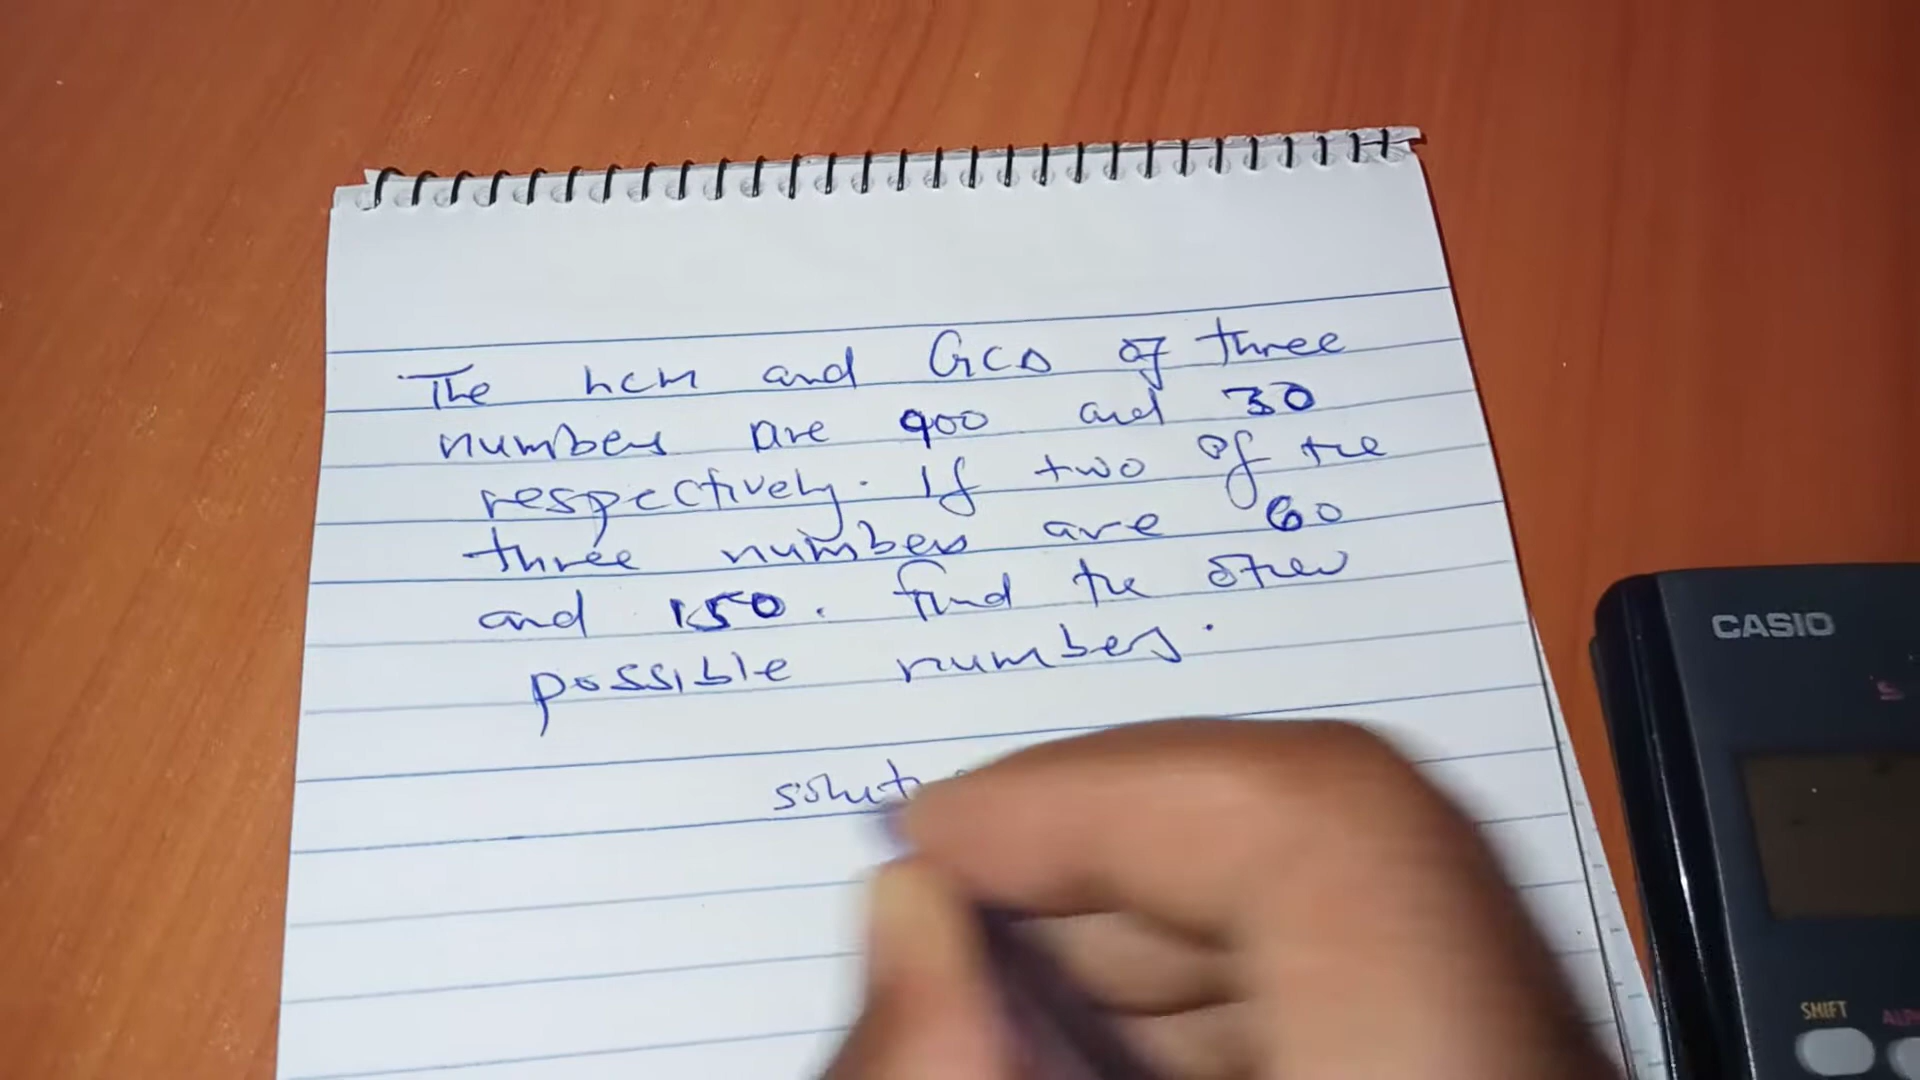 The LCM and GCD of three
numbers are 900 and 30
respectively. If two of the
three numbers are 60
and 150. Find the other
possible numbers.
CASIO
SHIFT